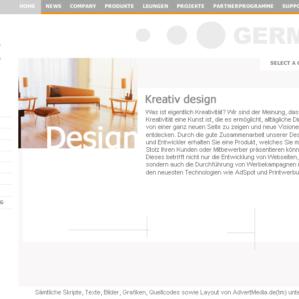 HOME NEWS COMPANY PRODUKTE LEIUNGEN PROJEKTE PARTNERPROGRAMME SUPPO
GERM
SELECT A
Design
Kreativ design
Was ist eigentlich Kreativität? Wir sind der Meinung, das
Kreativität eine Kunst ist, die es ermöglicht, alltägliche Di
von einer ganz neuen Seite zu zeigen und neue Visione
entdecken. Durch die gute Zusammenarbeit unserer Des
und Entwickler erhalten Sie eine Produkt, welches Sie m
Stolz Ihren Kunden oder Mitbewerber präsentieren könn
Dieses betrifft nicht nur die Entwicklung von Webseiten,
sondern auch die Durchführung von Werbekampagnen i
den neuesten Technologien wie AdSpot und Printwerbu
Sämtliche Skripte, Texte, Bilder, Grafiken, Quellcodes sowie Layout von AdvertMedia.de(tm) unte